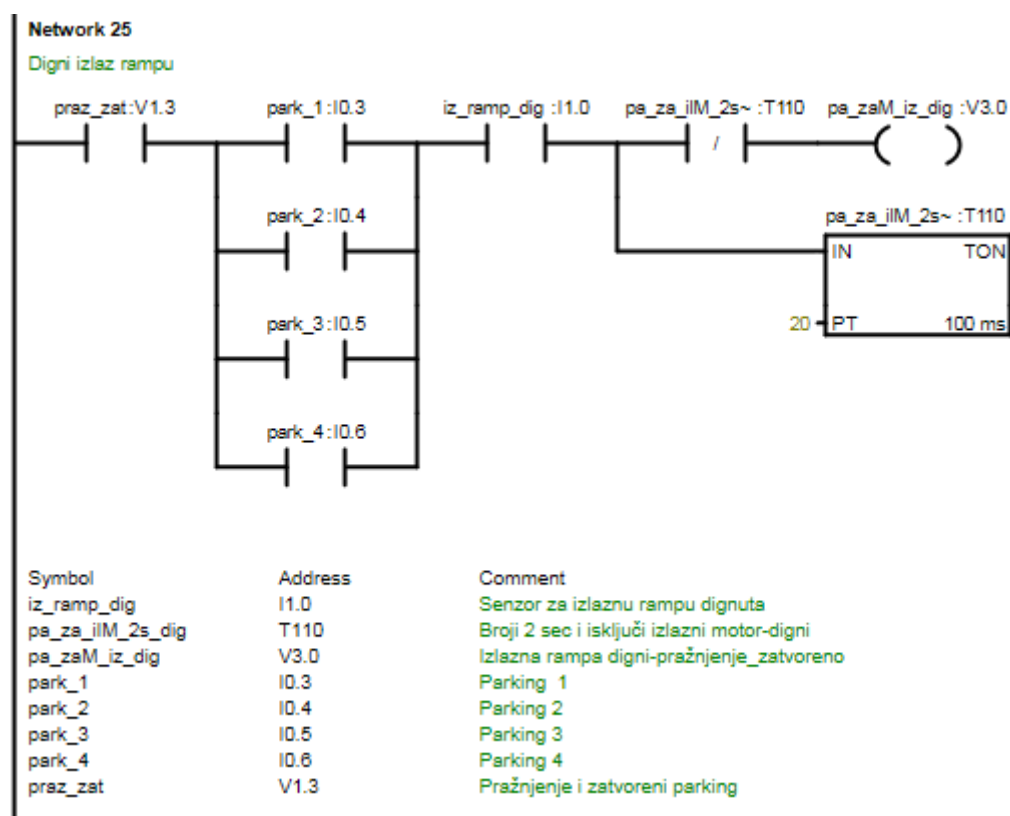 Network 25
Digni izlaz rampu
praz_zat:V1.3 park_1:I0.3 iz_ramp_dig :I1.0 pa_za_iIM_2s~ :T110 pa_zaM_iz_dig :V3.0
/
park_2:I0.4 pa_za_iIM_2s~ :T110
IN TON
park_3:I0.5 20 PT 100 ms
park_4:I0.6
Symbol Address Comment
iz_ramp_dig I1.0 Senzor za izlaznu rampu dignuta
pa_za_iIM_2s_dig T110 Broji 2 sec i isključi izlazni motor-digni
pa_zaM_iz_dig V3.0 Izlazna rampa digni-pražnjenje_zatvoreno
park_1 I0.3 Parking 1
park_2 I0.4 Parking 2
park_3 I0.5 Parking 3
park_4 I0.6 Parking 4
praz_zat V1.3 Pražnjenje i zatvoreni parking